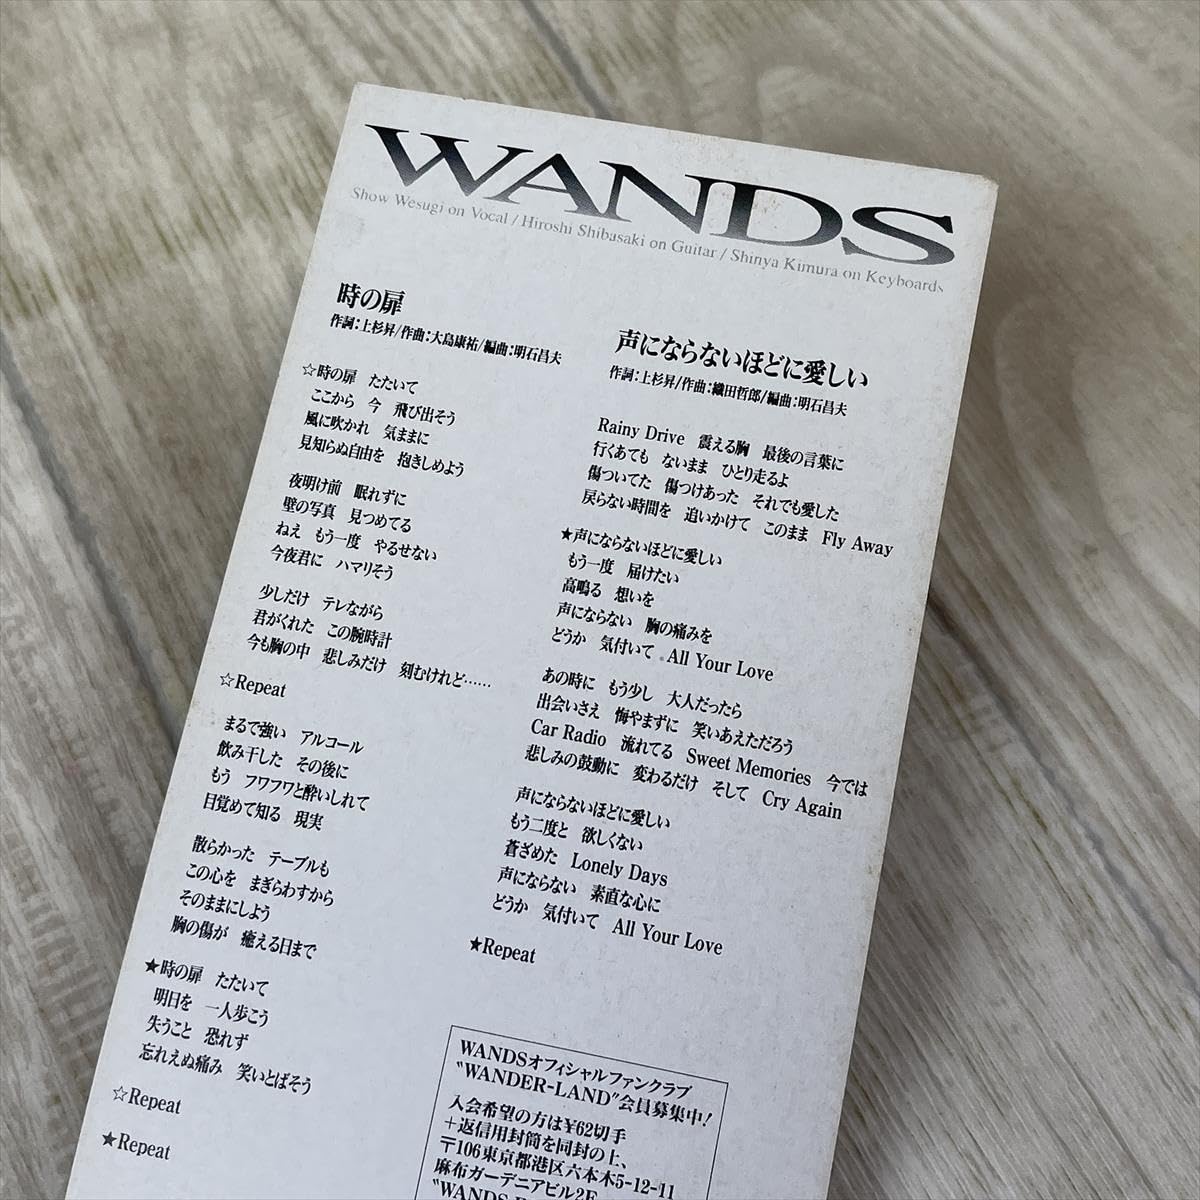 WANDS
Show Wesugi on Vocal / Hiroshi Shibasaki on Guitar / Shinya Kimura on Keyboards
時の扉
作詞：上杉昇/作曲：大島康祐/編曲：明石昌夫
☆時の扉　たたいて
ここから　今　飛び出そう
風に吹かれ　気ままに
見知らぬ自由を　抱きしめよう
夜明け前　眠れずに
壁の写真　見つめてる
ねえ　もう一度　やるせない
今夜君に　ハマりそう
少しだけ　テレながら
君がくれた　この腕時計
今も胸の中　悲しみだけ　刻むけれど……
☆Repeat
まるで強い　アルコール
飲み干した　その後に
もう　フワフワと酔いしれて
目覚めて知る　現実
散らかった　テーブルも
この心を　まぎらわすから
そのままにしよう
胸の傷が　癒える日まで
★時の扉　たたいて
明日を　一人歩こう
失うこと　恐れず
忘れえぬ痛み　笑いとばそう
☆Repeat
★Repeat
声にならないほどに愛しい
作詞：上杉昇/作曲：織田哲郎/編曲：明石昌夫
Rainy Drive　震える胸　最後の言葉に
行くあても　ないまま　ひとり走るよ
傷ついてた　傷つけあった　それでも愛した
戻らない時間を　追いかけて　このまま　Fly Away
★声にならないほどに愛しい
もう一度　届けたい
高鳴る　想いを
声にならない　胸の痛みを
どうか　気付いて　All Your Love
あの時に　もう少し　大人だったら
出会いさえ　悔やまずに　笑いあえただろう
Car Radio　流れてる　Sweet Memories　今では
悲しみの鼓動に　変わるだけ　そして　Cry Again
声にならないほどに愛しい
もう二度と　欲しくない
蒼ざめた　Lonely Days
声にならない　素直な心に
どうか　気付いて　All Your Love
★Repeat
WANDSオフィシャルファンクラブ
"WANDER-LAND"会員募集中！
入会希望の方は¥62切手
＋返信用封筒を同封の上、
〒106東京都港区六本木5-12-11
麻布ガーデニアビル2F
"WANDS